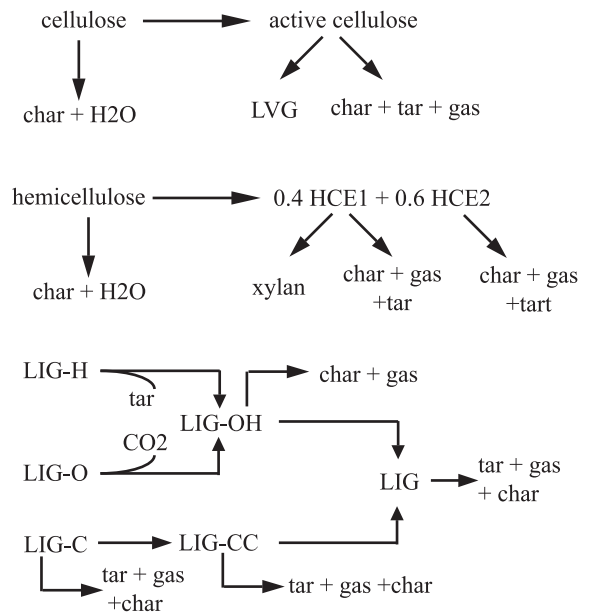 cellulose active cellulose
char + H2O LVG char + tar + gas
hemicellulose 0.4 HCE1 + 0.6 HCE2
char + H2O xylan char + gas char + gas
+tar +tart
LIG-H char + gas
tar
LIG-OH
CO2
LIG-O LIG tar + gas
+ char
LIG-C LIG-CC
tar + gas tar + gas +char
+char